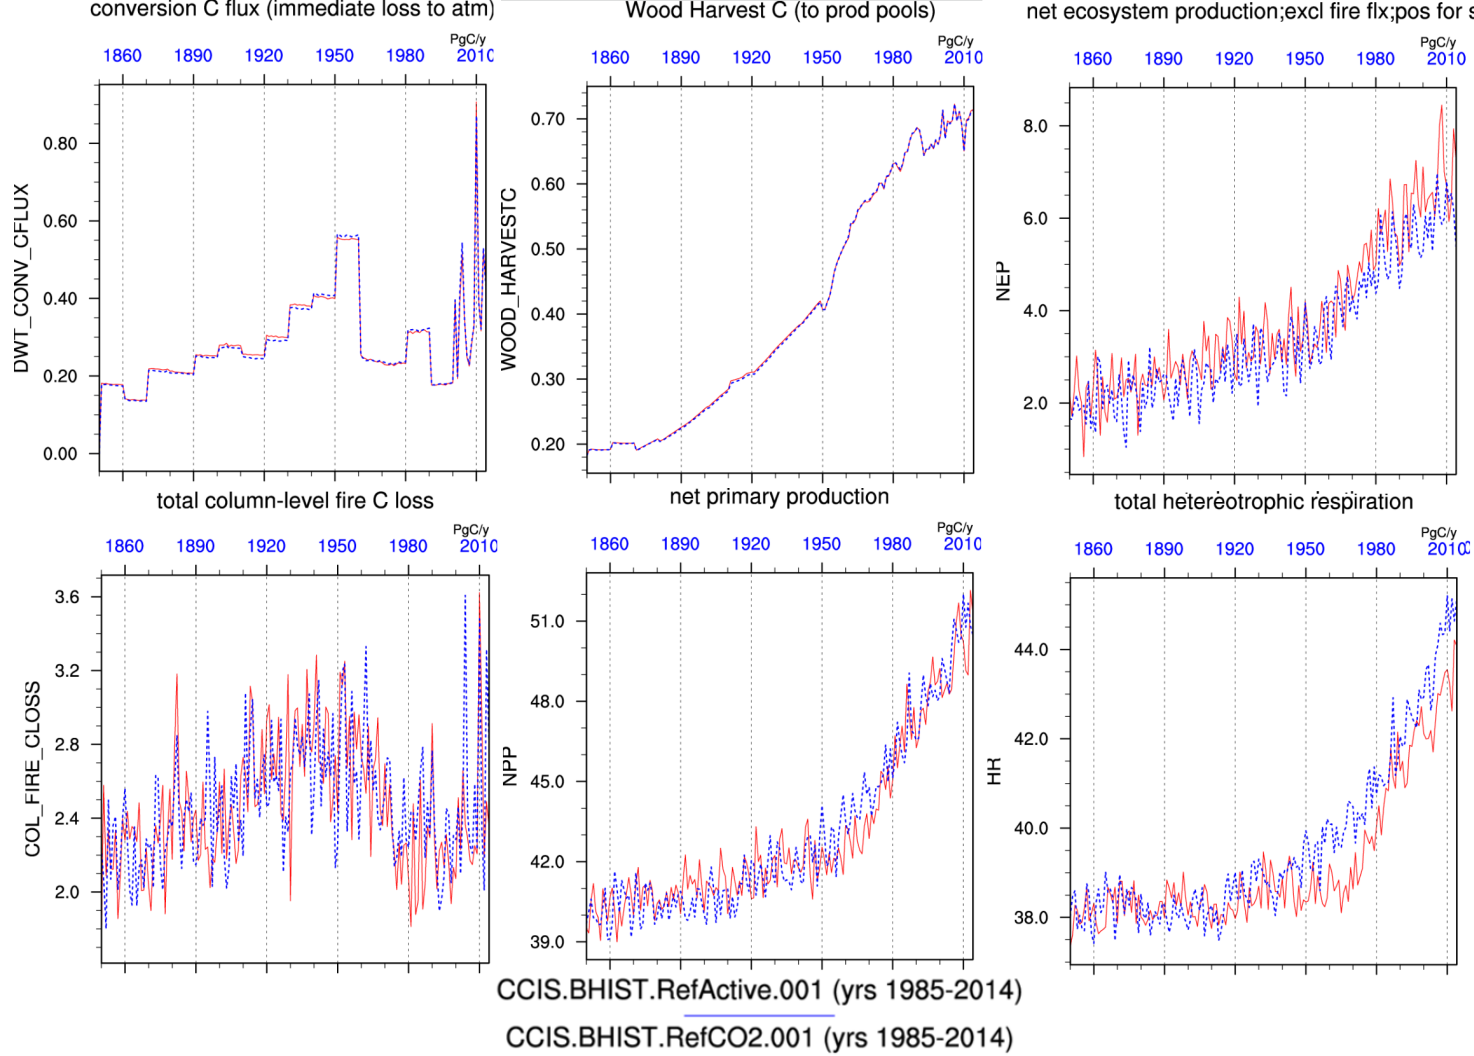 conversion C flux (immediate loss to atm)
PgC/y
1860 1890 1920 1950 1980 2010
0.80
0.60
0.40
0.20
0.00
DWT_CONV_CFLUX
Wood Harvest C (to prod pools)
PgC/y
1860 1890 1920 1950 1980 2010
0.70
0.60
0.50
0.40
0.30
0.20
WOOD_HARVESTC
net ecosystem production;excl fire flx;pos for s
PgC/y
1860 1890 1920 1950 1980 2010
8.0
6.0
4.0
2.0
NEP
total column-level fire C loss
PgC/y
1860 1890 1920 1950 1980 2010
3.6
3.2
2.8
2.4
2.0
COL_FIRE_CLOSS
net primary production
PgC/y
1860 1890 1920 1950 1980 2010
51.0
48.0
45.0
42.0
39.0
NPP
total heterotrophic respiration
PgC/y
1860 1890 1920 1950 1980 2010
44.0
42.0
40.0
38.0
HR
CCIS.BHIST.RefActive.001 (yrs 1985-2014)
CCIS.BHIST.RefCO2.001 (yrs 1985-2014)